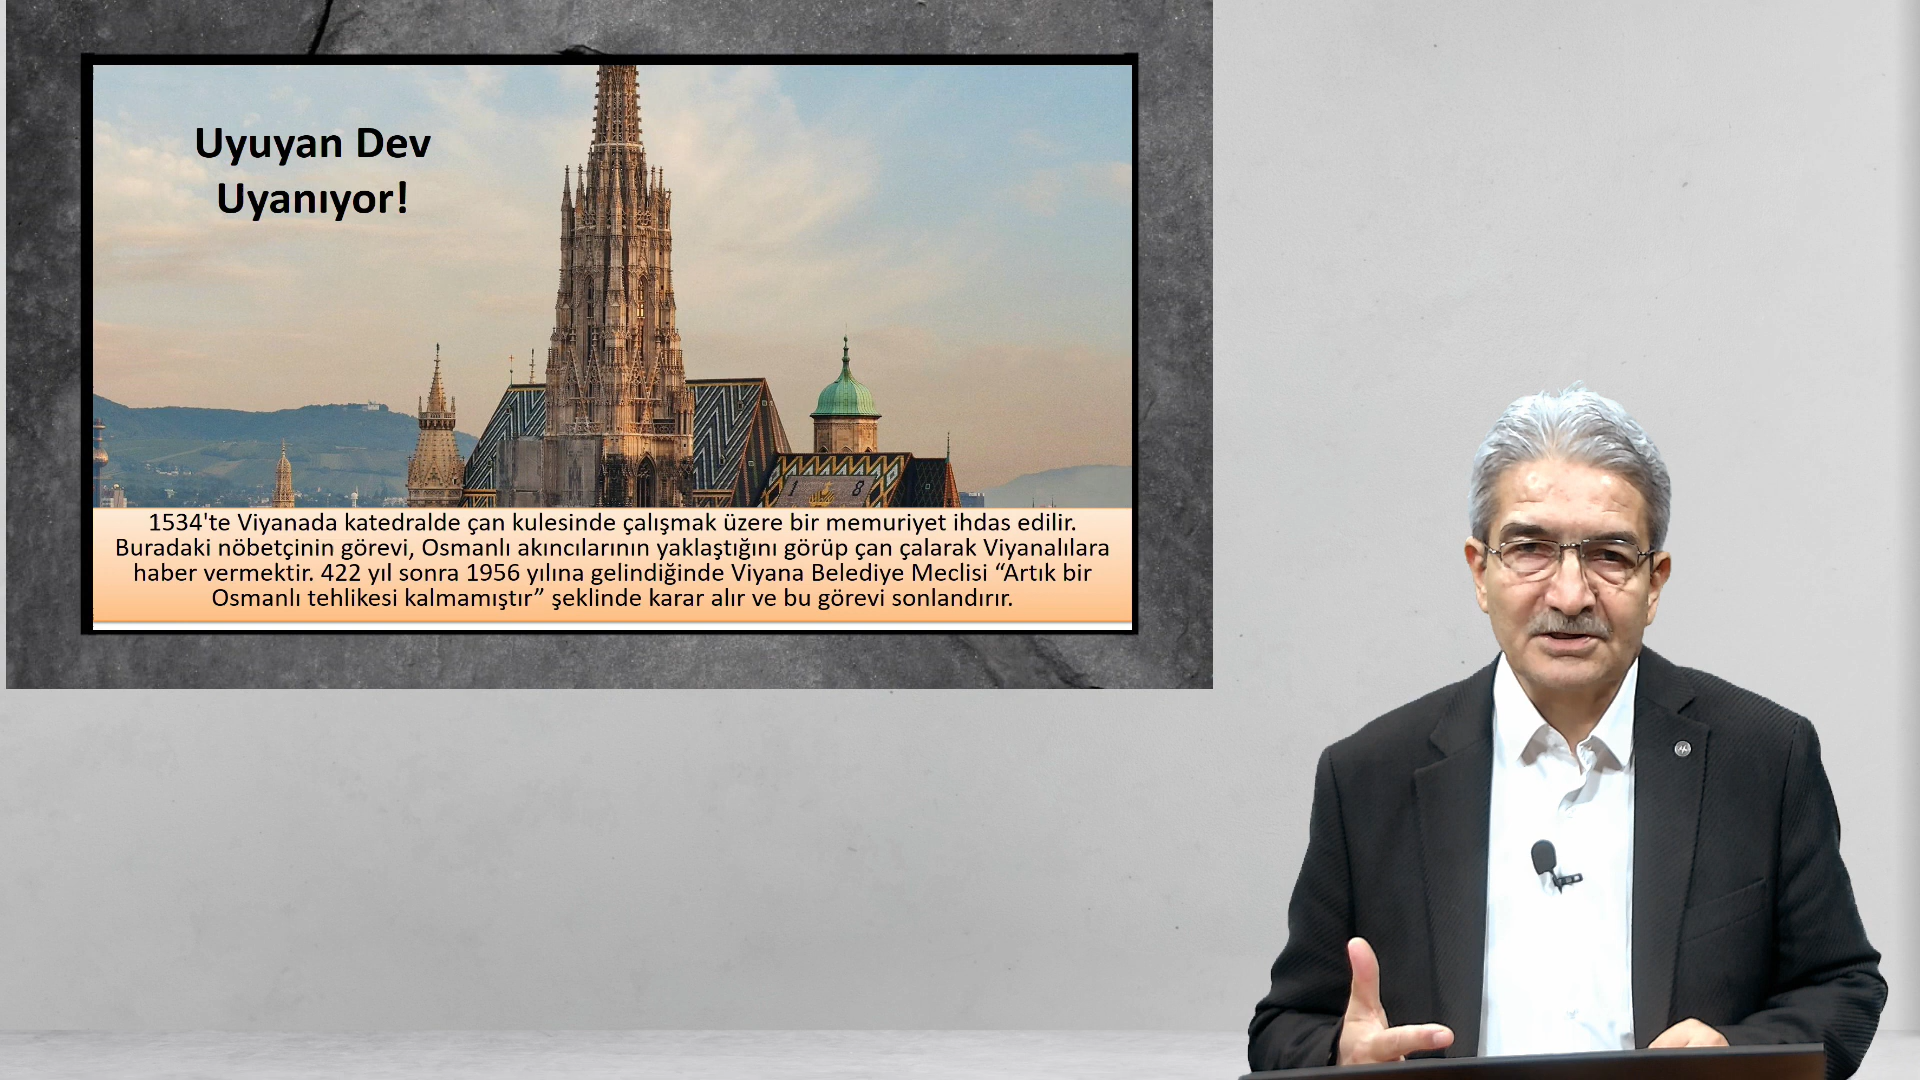 Uyuyan Dev
Uyanıyor!
1 8
1534'te Viyanada katedralde çan kulesinde çalışmak üzere bir memuriyet ihdas edilir.
Buradaki nöbetçinin görevi, Osmanlı akıncılarının yaklaştığını görüp çan çalarak Viyanalılara
haber vermektir. 422 yıl sonra 1956 yılına gelindiğinde Viyana Belediye Meclisi “Artık bir
Osmanlı tehlikesi kalmamıştır” şeklinde karar alır ve bu görevi sonlandırır.